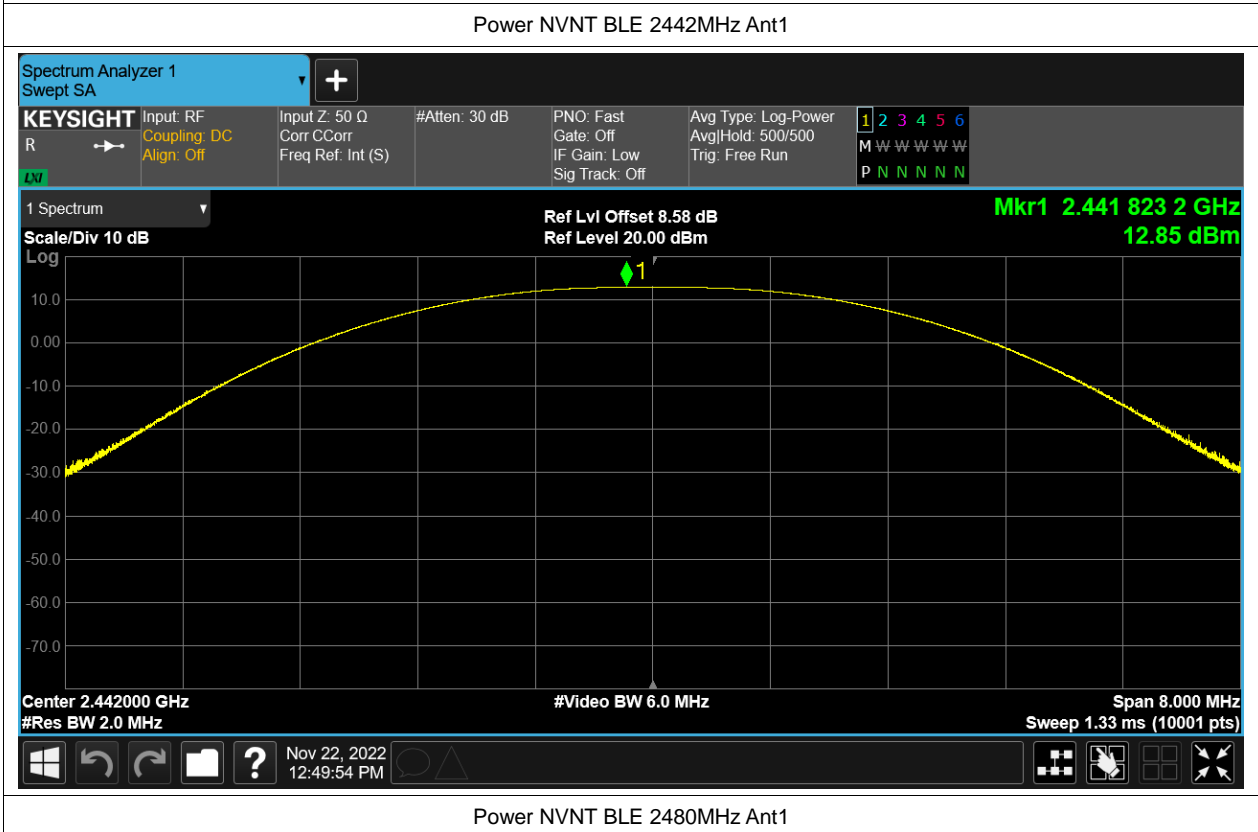 Power NVNT BLE 2442MHz Ant1
Spectrum Analyzer 1
Swept SA
KEYSIGHT
R
LXI
Input: RF
Coupling: DC
Align: Off
Input Z: 50 Ω
Corr CCorr
Freq Ref: Int (S)
#Atten: 30 dB
PNO: Fast
Gate: Off
IF Gain: Low
Sig Track: Off
Avg Type: Log-Power
Avg|Hold: 500/500
Trig: Free Run
1 2 3 4 5 6
M W W W W W
P N N N N N
1 Spectrum
Scale/Div 10 dB
Log
Ref Lvl Offset 8.58 dB
Ref Level 20.00 dBm
Mkr1 2.441 823 2 GHz
12.85 dBm
1
10.0
0.00
-10.0
-20.0
-30.0
-40.0
-50.0
-60.0
-70.0
Center 2.442000 GHz
#Res BW 2.0 MHz
#Video BW 6.0 MHz
Span 8.000 MHz
Sweep 1.33 ms (10001 pts)
?
Nov 22, 2022
12:49:54 PM
Power NVNT BLE 2480MHz Ant1